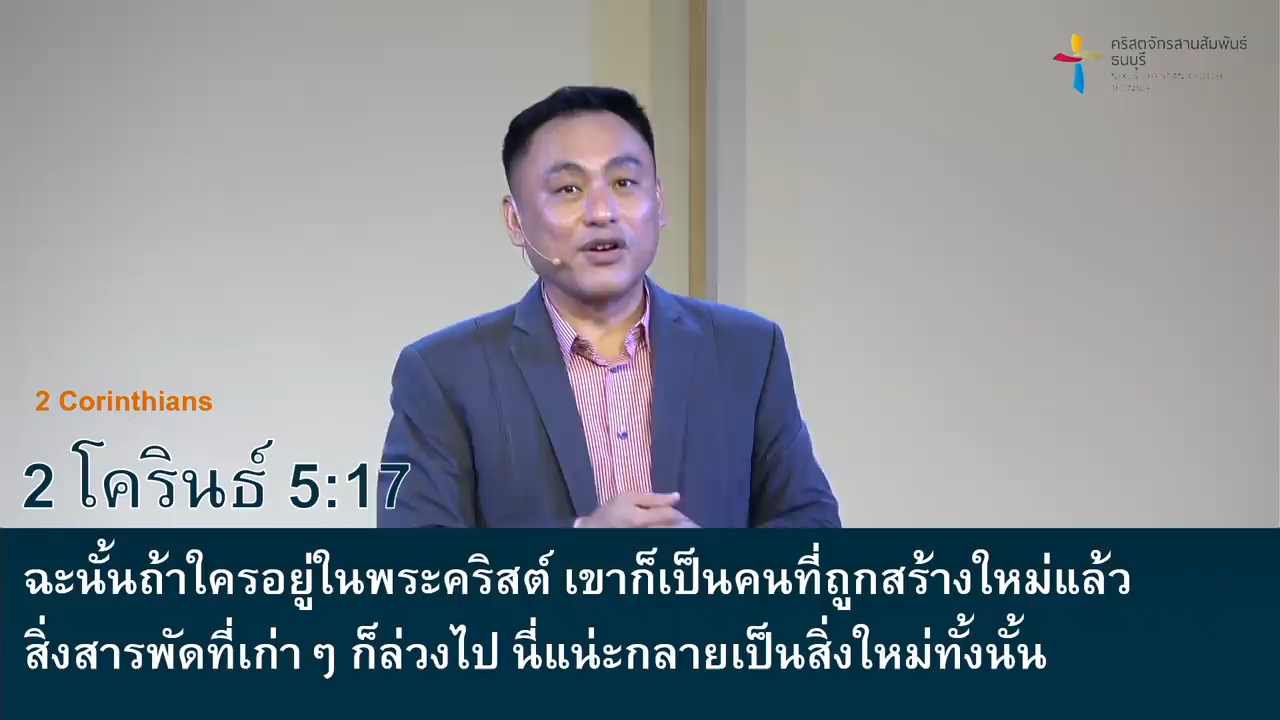 คริสตจักรสานสัมพันธ์
ธนบุรี
NEXUS CHRISTIAN CHURCH
2 Corinthians
2 โครินธ์ 5:17
ฉะนั้นถ้าใครอยู่ในพระคริสต์ เขาก็เป็นคนที่ถูกสร้างใหม่แล้ว
สิ่งสารพัดที่เก่า ๆ ก็ล่วงไป นี่แน่ะกลายเป็นสิ่งใหม่ทั้งนั้น